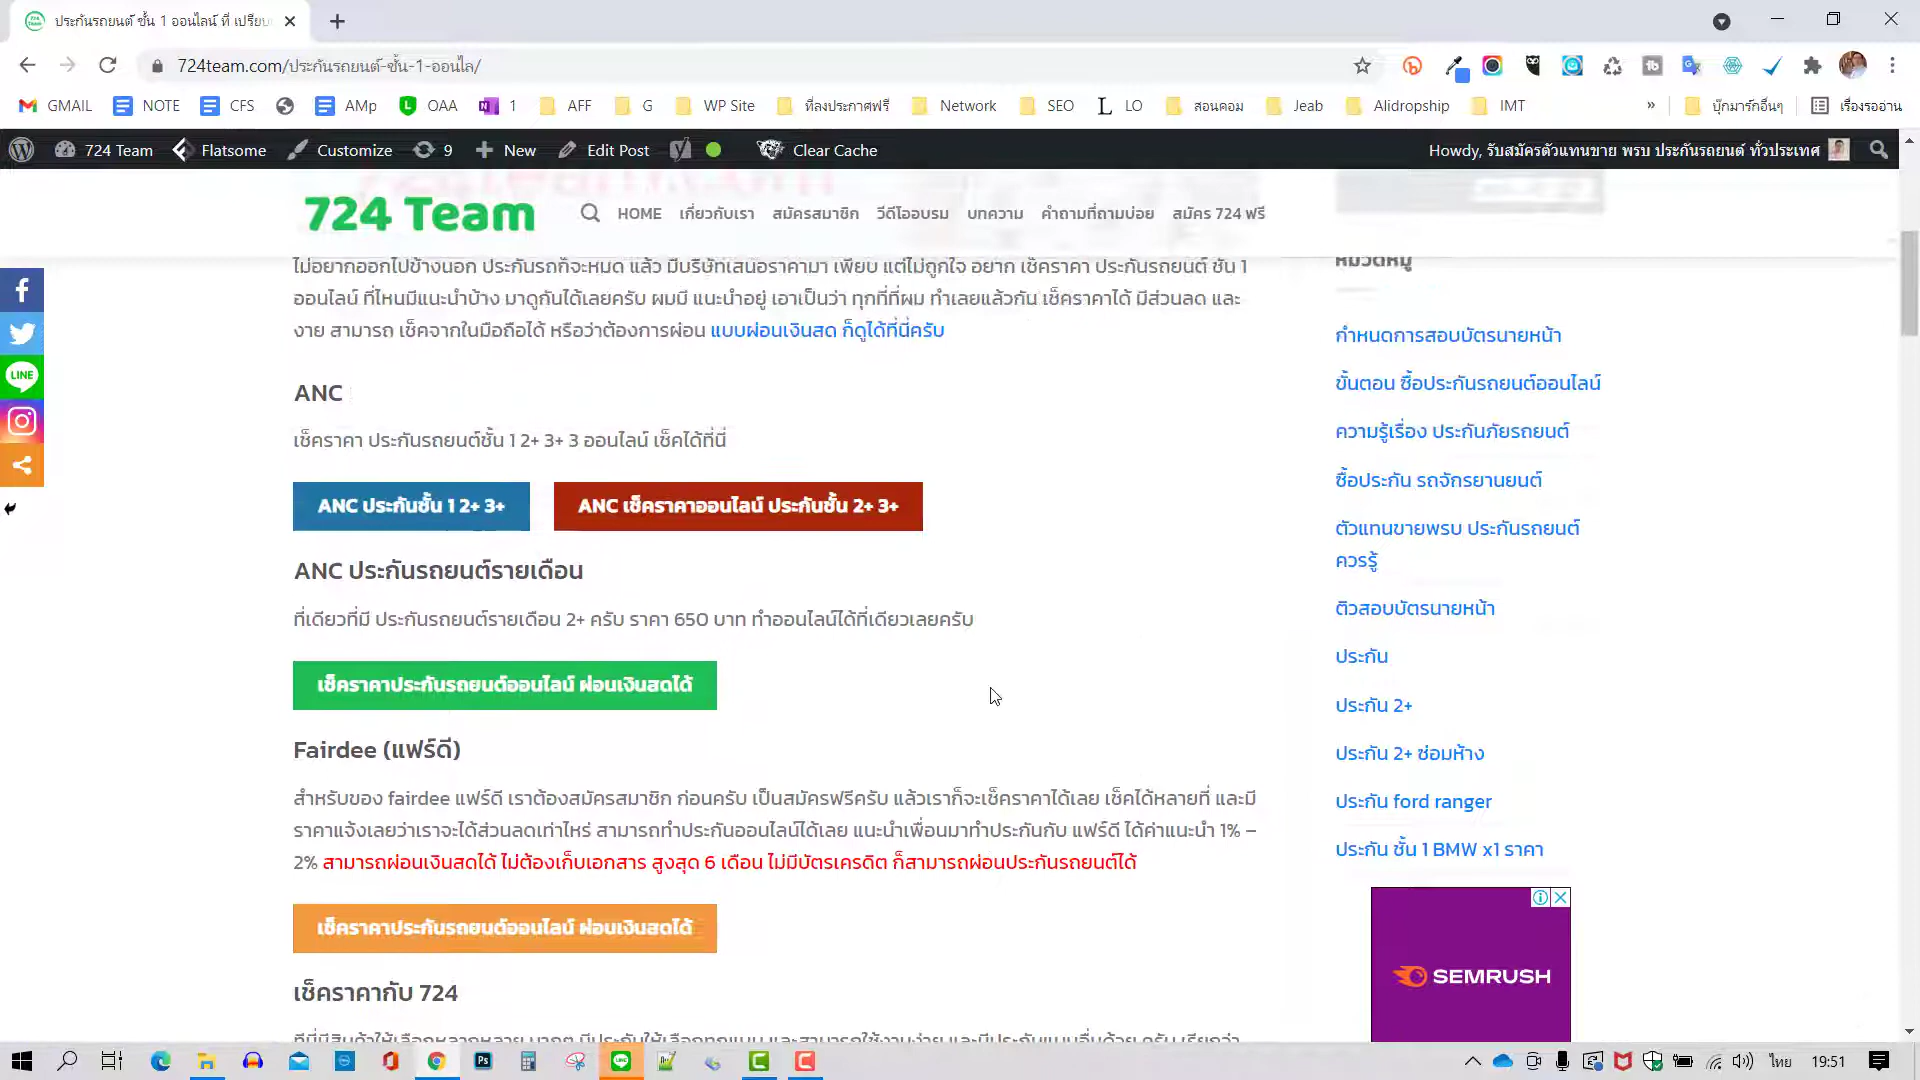 ประกันรถยนต์ ชั้น 1 ออนไลน์ ที่ เปรียบ
724team.com/ประกันรถยนต์-ชั้น-1-ออนไล/
GMAIL NOTE CFS AMp OAA 1 AFF G WP Site ที่ลงประกาศฟรี Network SEO LO สอนคอม Jeab Alidropship IMT » บุ๊กมาร์กอื่นๆ เรื่องรออ่าน
724 Team Flatsome Customize 9 New Edit Post Clear Cache Howdy, รับสมัครตัวแทนขาย พรบ ประกันรถยนต์ ทั่วประเทศ
724 Team HOME เกี่ยวกับเรา สมัครสมาชิก วีดีโออบรม บทความ คำถามที่ถามบ่อย สมัคร 724 ฟรี
ไม่อยากออกไปข้างนอก ประกันรถก็จะหมด แล้ว มีบริษัทเสนอราคามา เพียบ แต่ไม่ถูกใจ อยาก เช็คราคา ประกันรถยนต์ ชั้น 1
ออนไลน์ ที่ไหนมีแนะนำบ้าง มาดูกันได้เลยครับ ผมมี แนะนำอยู่ เอาเป็นว่า ทุกที่ที่ผม ทำเลยแล้วกัน เช็คราคาได้ มีส่วนลด และ
งาย สามารถ เช็คจากในมือถือได้ หรือว่าต้องการผ่อน แบบผ่อนเงินสด ก็ดูได้ที่นี่ครับ
ANC
เช็คราคา ประกันรถยนต์ชั้น 1 2+ 3+ 3 ออนไลน์ เช็คได้ที่นี่
ANC ประกันชั้น 1 2+ 3+
ANC เช็คราคาออนไลน์ ประกันชั้น 2+ 3+
ANC ประกันรถยนต์รายเดือน
ที่เดียวที่มี ประกันรถยนต์รายเดือน 2+ ครับ ราคา 650 บาท ทำออนไลน์ได้ที่เดียวเลยครับ
เช็คราคาประกันรถยนต์ออนไลน์ ผ่อนเงินสดได้
Fairdee (แฟร์ดี)
สำหรับของ fairdee แฟร์ดี เราต้องสมัครสมาชิก ก่อนครับ เป็นสมัครฟรีครับ แล้วเราก็จะเช็คราคาได้เลย เช็คได้หลายที่ และมี
ราคาแจ้งเลยว่าเราจะได้ส่วนลดเท่าไหร่ สามารถทำประกันออนไลน์ได้เลย แนะนำเพื่อนมาทำประกันกับ แฟร์ดี ได้ค่าแนะนำ 1% –
2% สามารถผ่อนเงินสดได้ ไม่ต้องเก็บเอกสาร สูงสุด 6 เดือน ไม่มีบัตรเครดิต ก็สามารถผ่อนประกันรถยนต์ได้
เช็คราคาประกันรถยนต์ออนไลน์ ผ่อนเงินสดได้
เช็คราคากับ 724
หมวดหมู่
กำหนดการสอบบัตรนายหน้า
ขั้นตอน ซื้อประกันรถยนต์ออนไลน์
ความรู้เรื่อง ประกันภัยรถยนต์
ซื้อประกัน รถจักรยานยนต์
ตัวแทนขายพรบ ประกันรถยนต์
ควรรู้
ติวสอบบัตรนายหน้า
ประกัน
ประกัน 2+
ประกัน 2+ ซ่อมห้าง
ประกัน ford ranger
ประกัน ชั้น 1 BMW x1 ราคา
SEMRUSH
LINE
ไทย 19:51